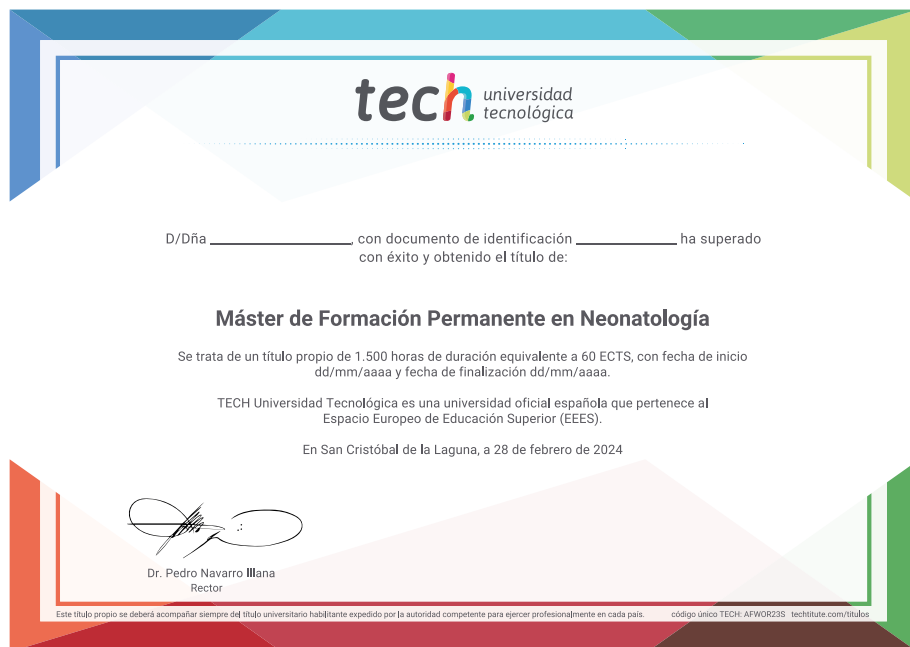 tech universidad
tecnológica
D/Dña ______________, con documento de identificación __________ ha superado
con éxito y obtenido el título de:
Máster de Formación Permanente en Neonatología
Se trata de un título propio de 1.500 horas de duración equivalente a 60 ECTS, con fecha de inicio
dd/mm/aaaa y fecha de finalización dd/mm/aaaa.
TECH Universidad Tecnológica es una universidad oficial española que pertenece al
Espacio Europeo de Educación Superior (EEES).
En San Cristóbal de la Laguna, a 28 de febrero de 2024
Dr. Pedro Navarro Illana
Rector
Este título propio se deberá acompañar siempre del título universitario habilitante expedido por la autoridad competente para ejercer profesionalmente en cada país. código único TECH: AFWOR23S techtitute.com/titulos